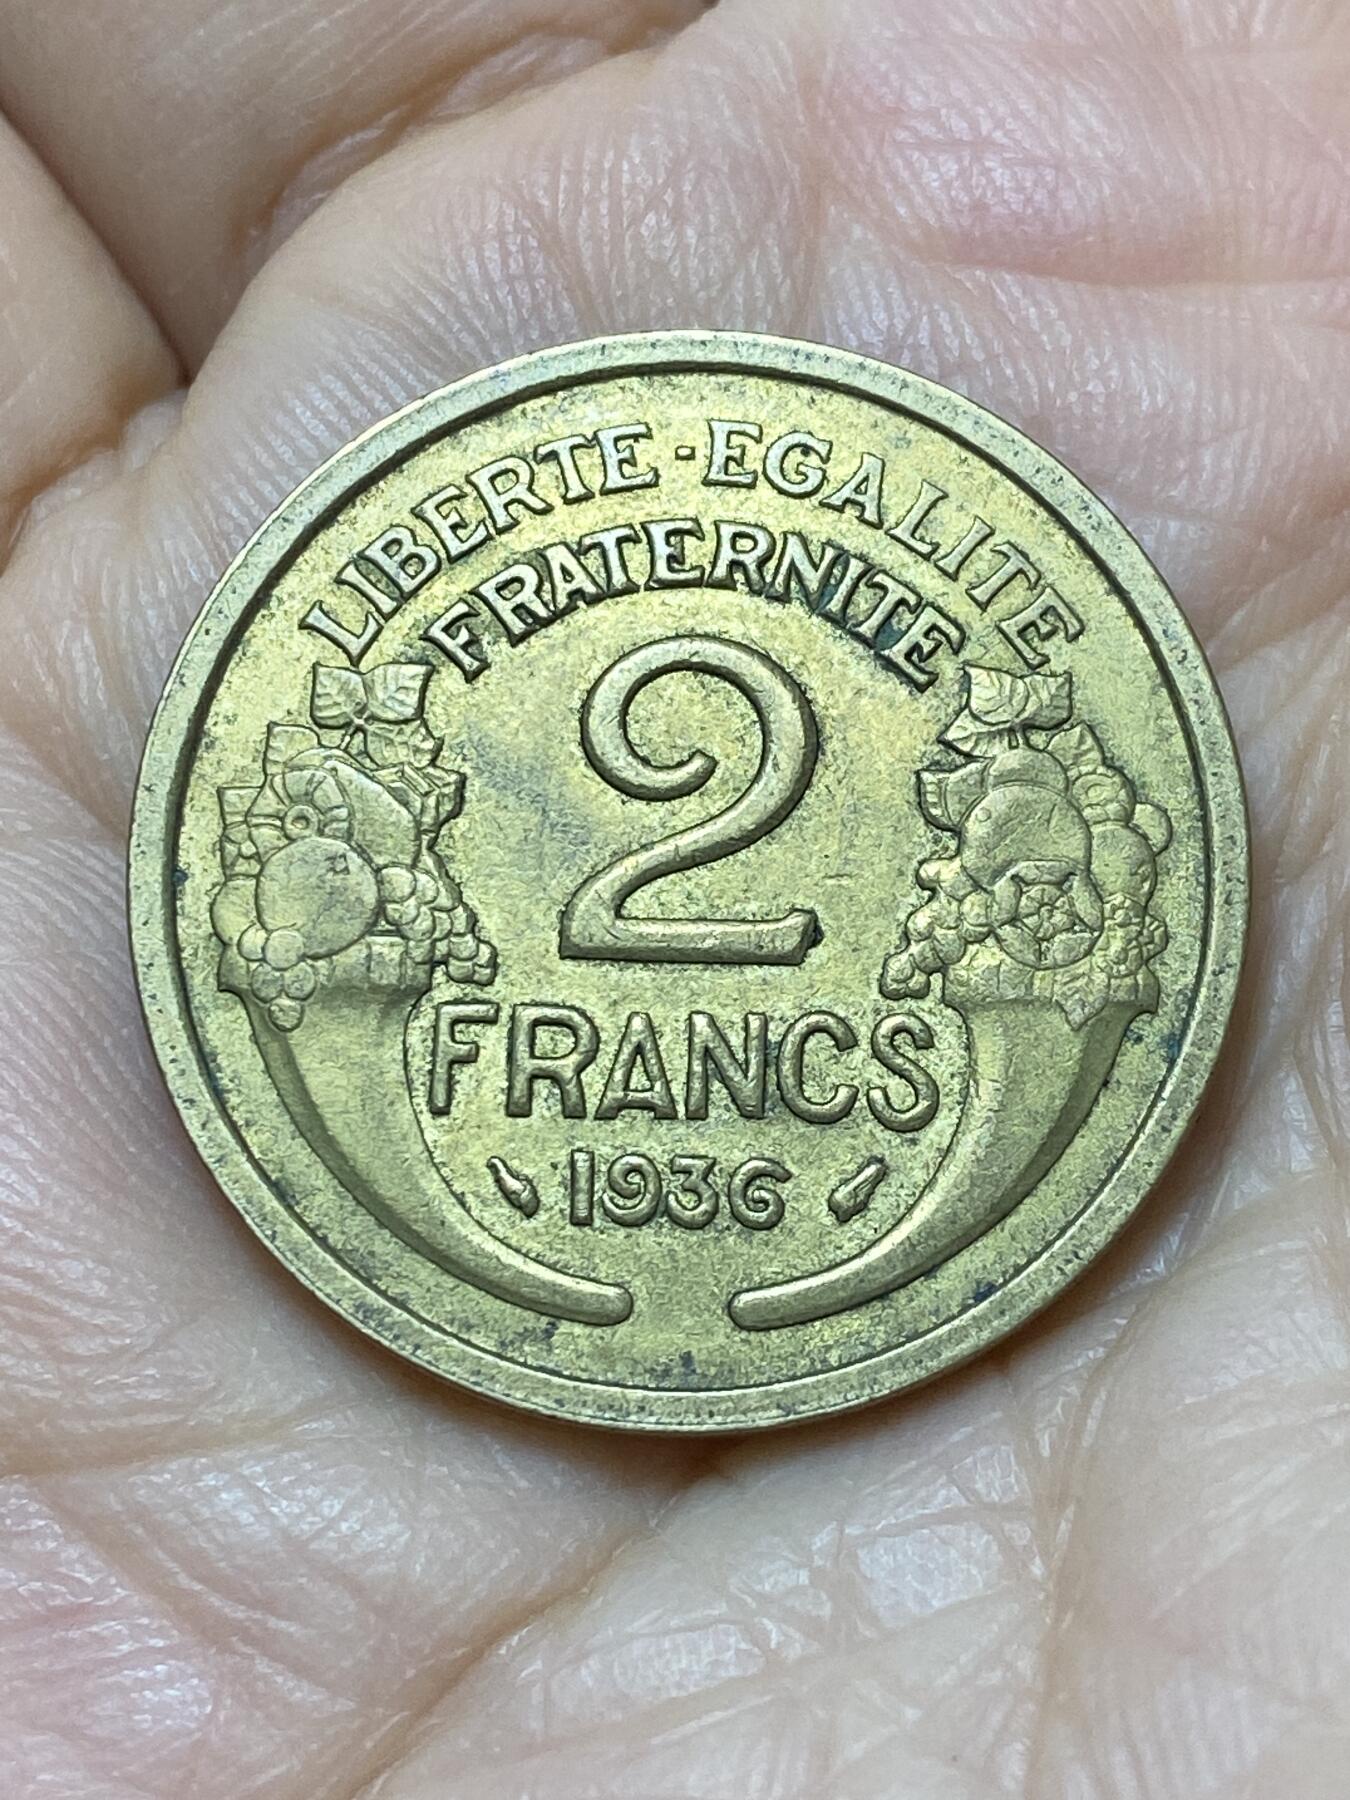 LIBERTE·EGALITE
FRATERNITE
2
FRANCS
1936